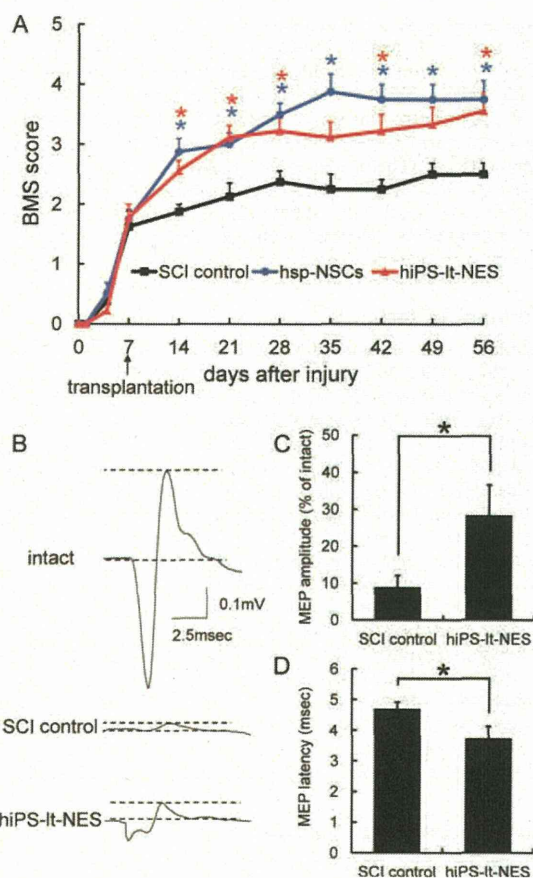 A
BMS score
5
4
3
2
1
0
* * * * * * *
* * * * *
SCI control hsp-NSCs hiPS-lt-NES
0 7 14 21 28 35 42 49 56
transplantation
days after injury
B
intact
0.1mV
2.5msec
SCI control
hiPS-lt-NES
C
MEP amplitude (% of intact)
50
40
30
20
10
0
*
SCI control hiPS-lt-NES
D
MEP latency (msec)
6
5
4
3
2
1
0
*
SCI control hiPS-lt-NES